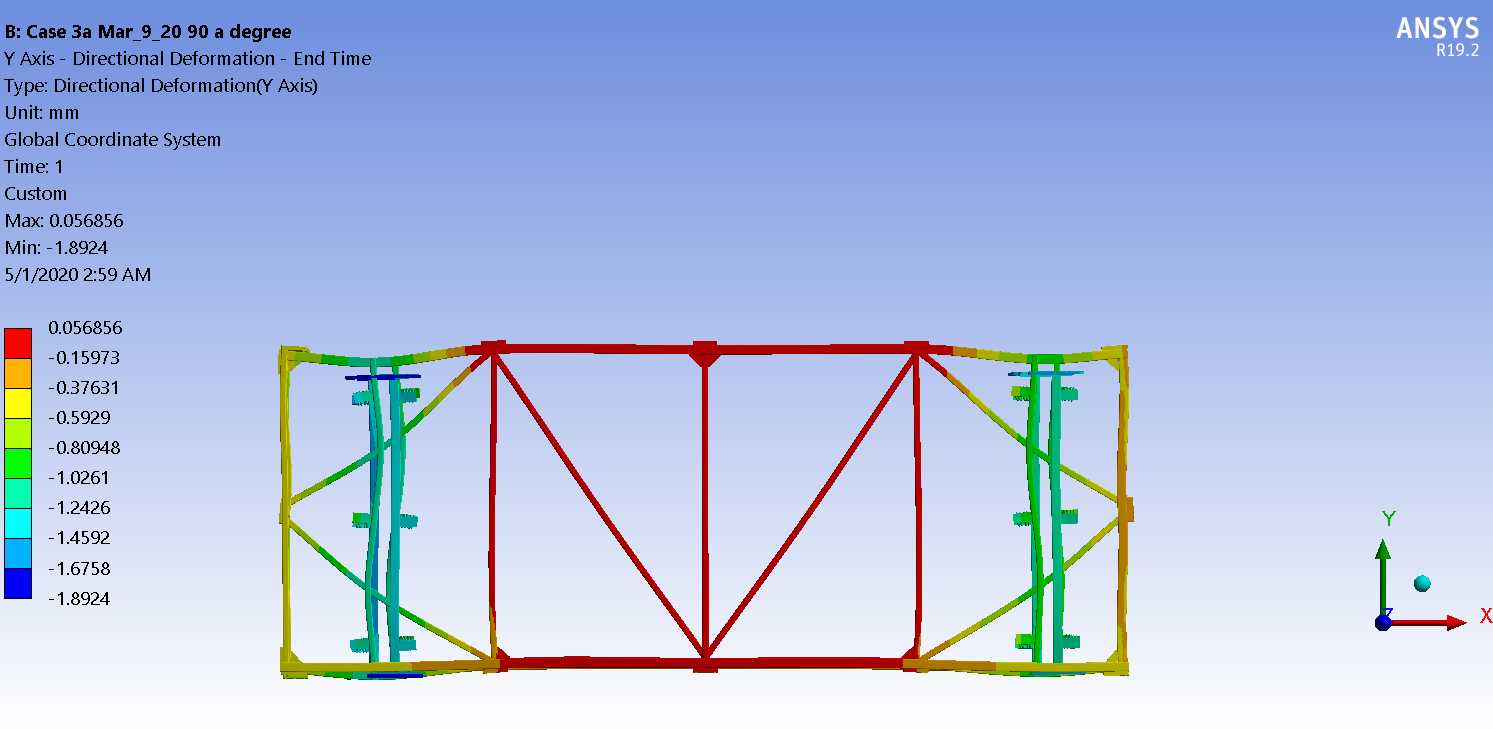 B: Case 3a Mar_9_20 90 a degree
Y Axis - Directional Deformation - End Time
Type: Directional Deformation(Y Axis)
Unit: mm
Global Coordinate System
Time: 1
Custom
Max: 0.056856
Min: -1.8924
5/1/2020 2:59 AM
ANSYS
R19.2
0.056856
-0.15973
-0.37631
-0.5929
-0.80948
-1.0261
-1.2426
-1.4592
-1.6758
-1.8924
Y
Z
X